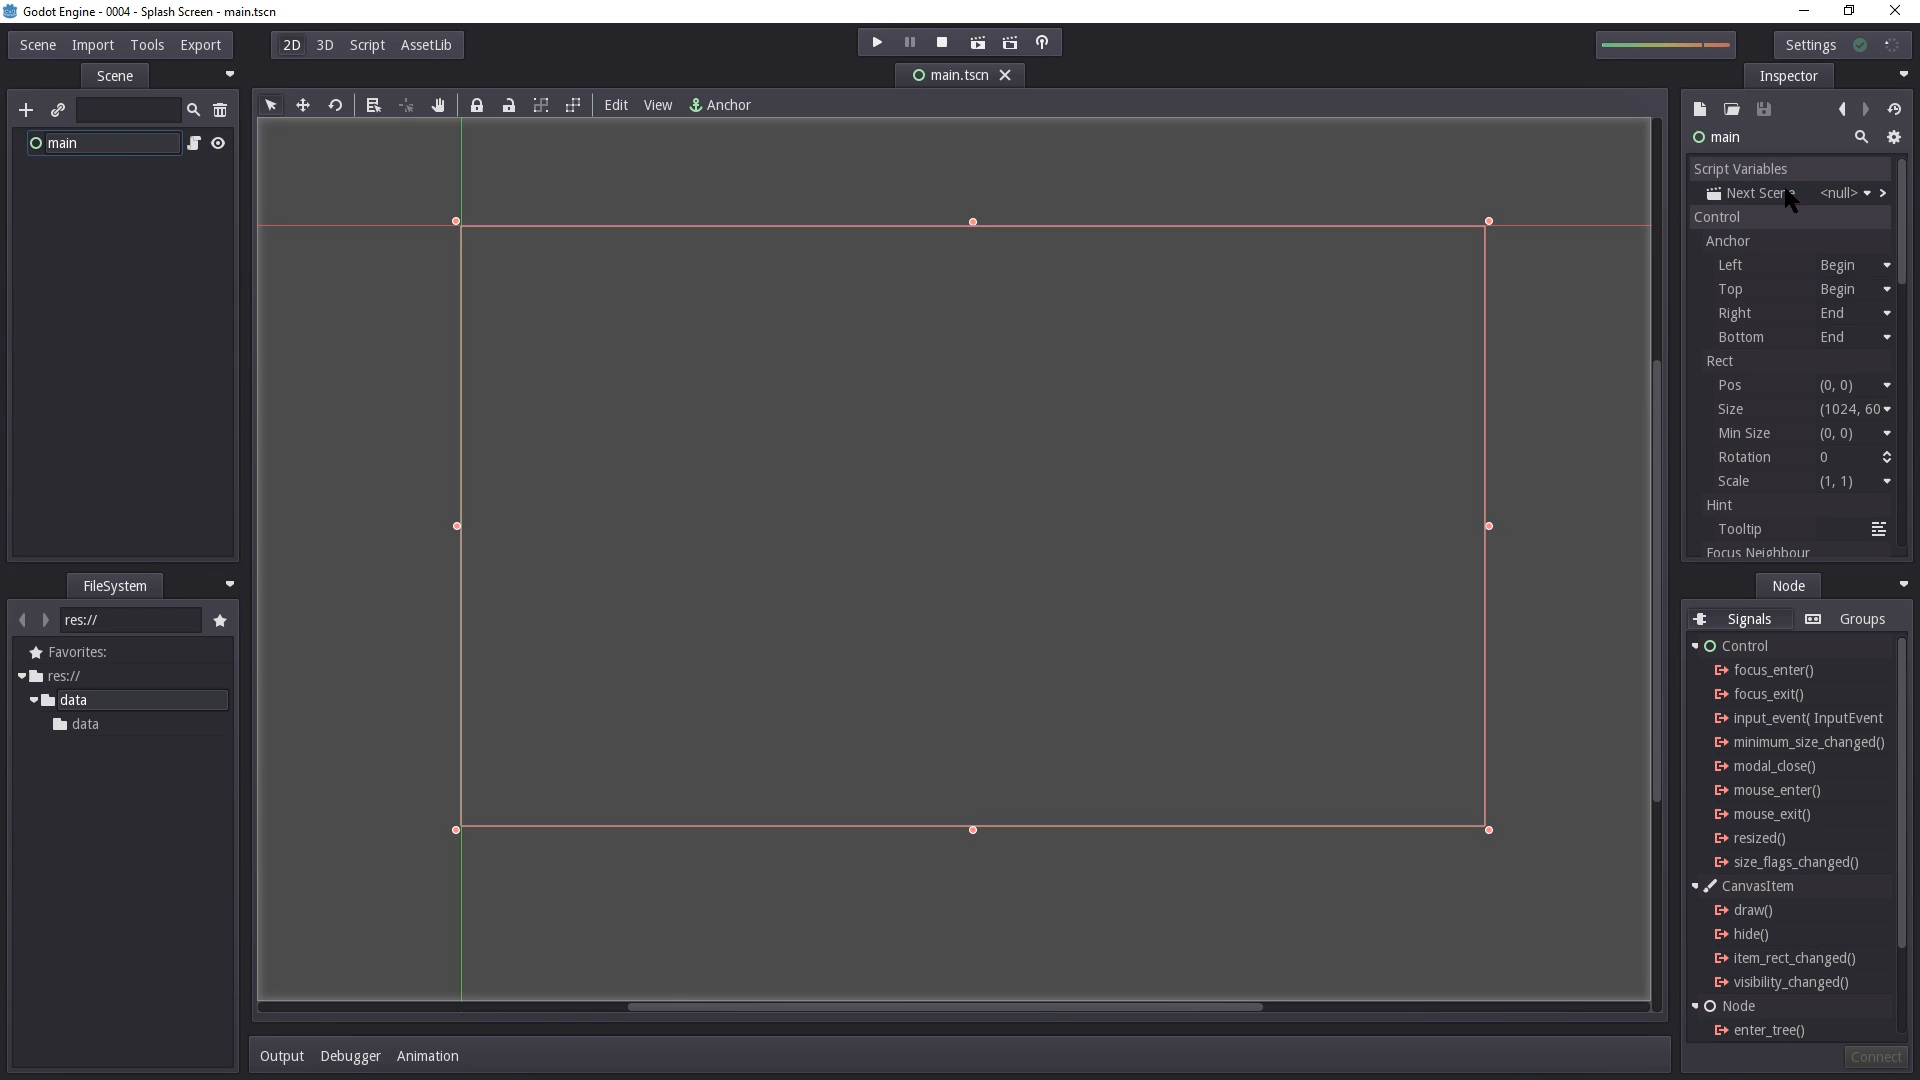 Godot Engine - 0004 - Splash Screen - main.tscn
Scene Import Tools Export
2D 3D Script AssetLib
Settings
Scene
main.tscn
Inspector
Edit View Anchor
main
main
Script Variables
Next Scene <null>
Control
Anchor
Left Begin
Top Begin
Right End
Bottom End
Rect
Pos (0, 0)
Size (1024, 60
Min Size (0, 0)
Rotation 0
Scale (1, 1)
Hint
Tooltip
Focus Neighbour
FileSystem
res://
Favorites:
res://
data
data
Node
Signals Groups
Control
focus_enter()
focus_exit()
input_event( InputEvent
minimum_size_changed()
modal_close()
mouse_enter()
mouse_exit()
resized()
size_flags_changed()
CanvasItem
draw()
hide()
item_rect_changed()
visibility_changed()
Node
enter_tree()
Connect
Output Debugger Animation